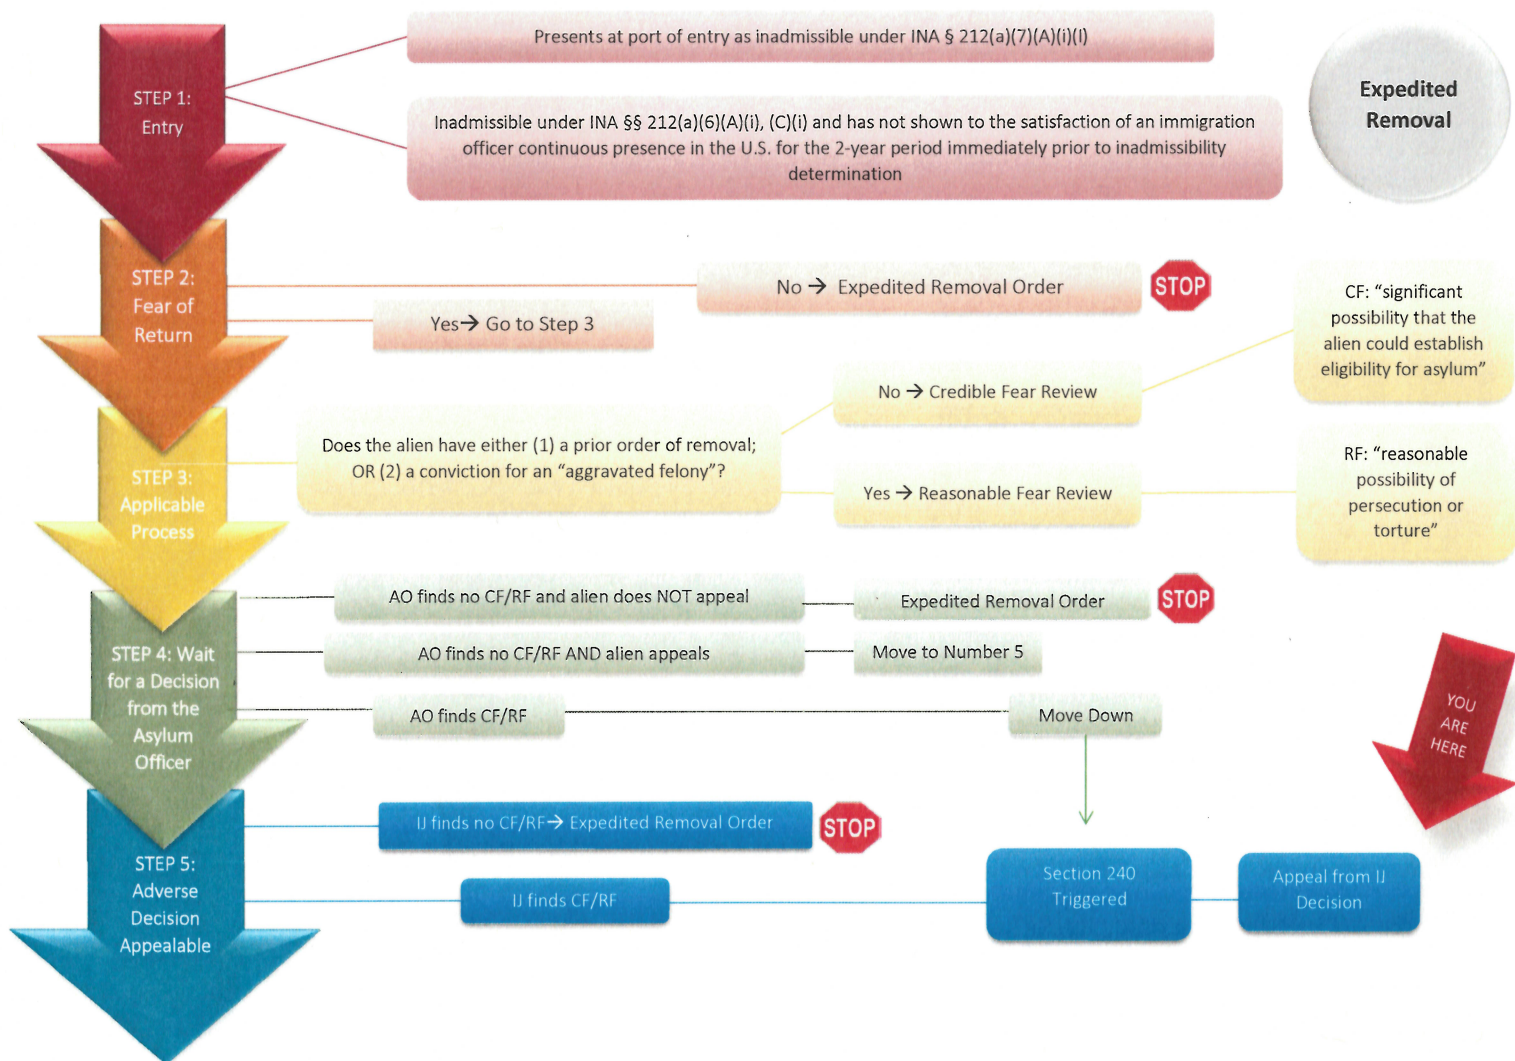 Presents at port of entry as inadmissible under INA § 212(a)(7)(A)(i)(I)
Expedited
Removal
STEP 1:
Entry
Inadmissible under INA §§ 212(a)(6)(A)(i), (C)(i) and has not shown to the satisfaction of an immigration
officer continuous presence in the U.S. for the 2-year period immediately prior to inadmissibility
determination
STEP 2:
Fear of
Return
No → Expedited Removal Order
STOP
Yes→ Go to Step 3
CF: “significant
possibility that the
alien could establish
eligibility for asylum”
No → Credible Fear Review
STEP 3:
Applicable
Process
Does the alien have either (1) a prior order of removal;
OR (2) a conviction for an “aggravated felony”?
Yes → Reasonable Fear Review
RF: “reasonable
possibility of
persecution or
torture”
STEP 4: Wait
for a Decision
from the
Asylum
Officer
AO finds no CF/RF and alien does NOT appeal
Expedited Removal Order
STOP
AO finds no CF/RF AND alien appeals
Move to Number 5
AO finds CF/RF
Move Down
YOU
ARE
HERE
STEP 5:
Adverse
Decision
Appealable
IJ finds no CF/RF→ Expedited Removal Order
STOP
IJ finds CF/RF
Section 240
Triggered
Appeal from IJ
Decision